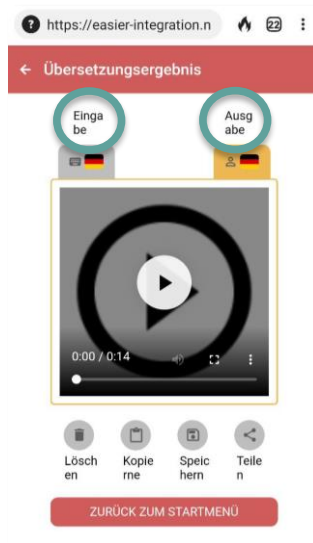 https://easier-integration.n 22
Übersetzungsergebnis
Einga
be
Ausg
abe
0:00 / 0:14
Lösch
en
Kopie
rne
Speic
hern
Teile
n
ZURÜCK ZUM STARTMENÜ